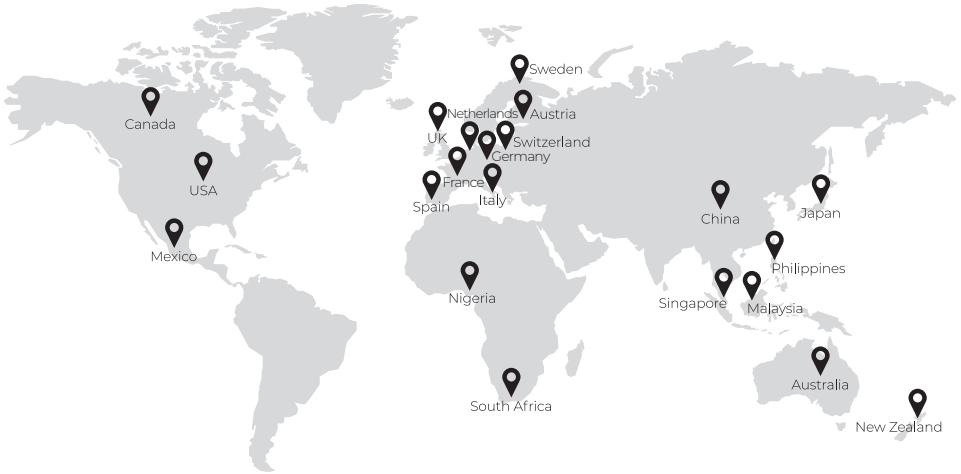 Sweden
Canada
Netherlands
Austria
UK
Switzerland
Germany
USA
France
Italy
Spain
China
Japan
Mexico
Philippines
Nigeria
Singapore
Malaysia
Australia
South Africa
New Zealand